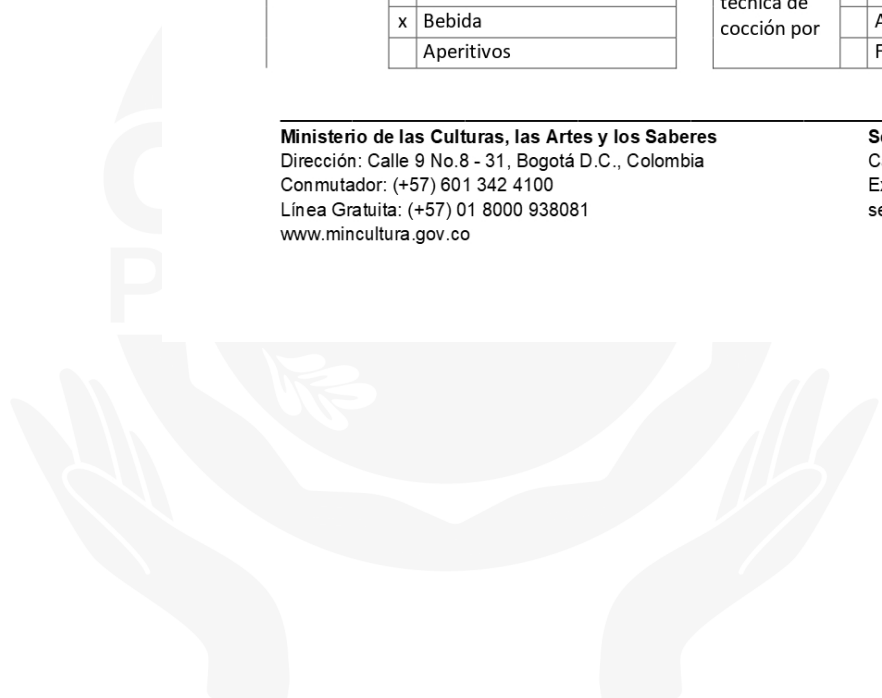 técnica de
x Bebida
cocción por
Aperitivos
Ministerio de las Culturas, las Artes y los Saberes
Dirección: Calle 9 No.8 - 31, Bogotá D.C., Colombia
Conmutador: (+57) 601 342 4100
Línea Gratuita: (+57) 01 8000 938081
www.mincultura.gov.co